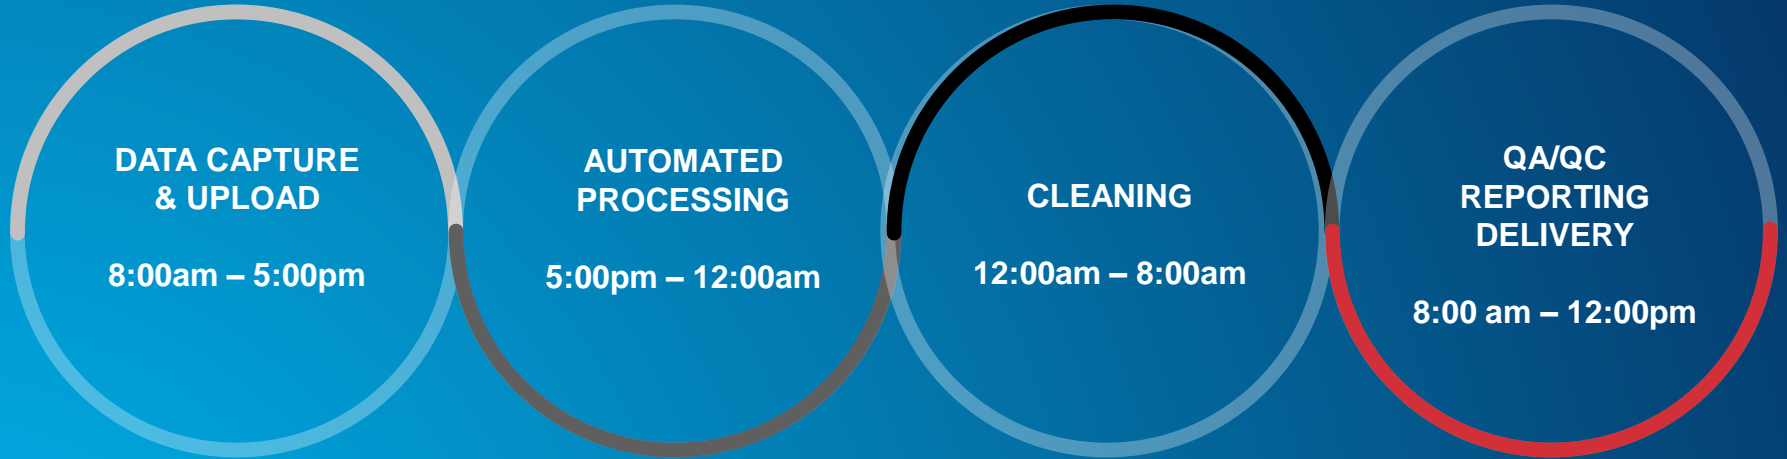 DATA CAPTURE
& UPLOAD
8:00am – 5:00pm
AUTOMATED
PROCESSING
5:00pm – 12:00am
CLEANING
12:00am – 8:00am
QA/QC
REPORTING
DELIVERY
8:00 am – 12:00pm